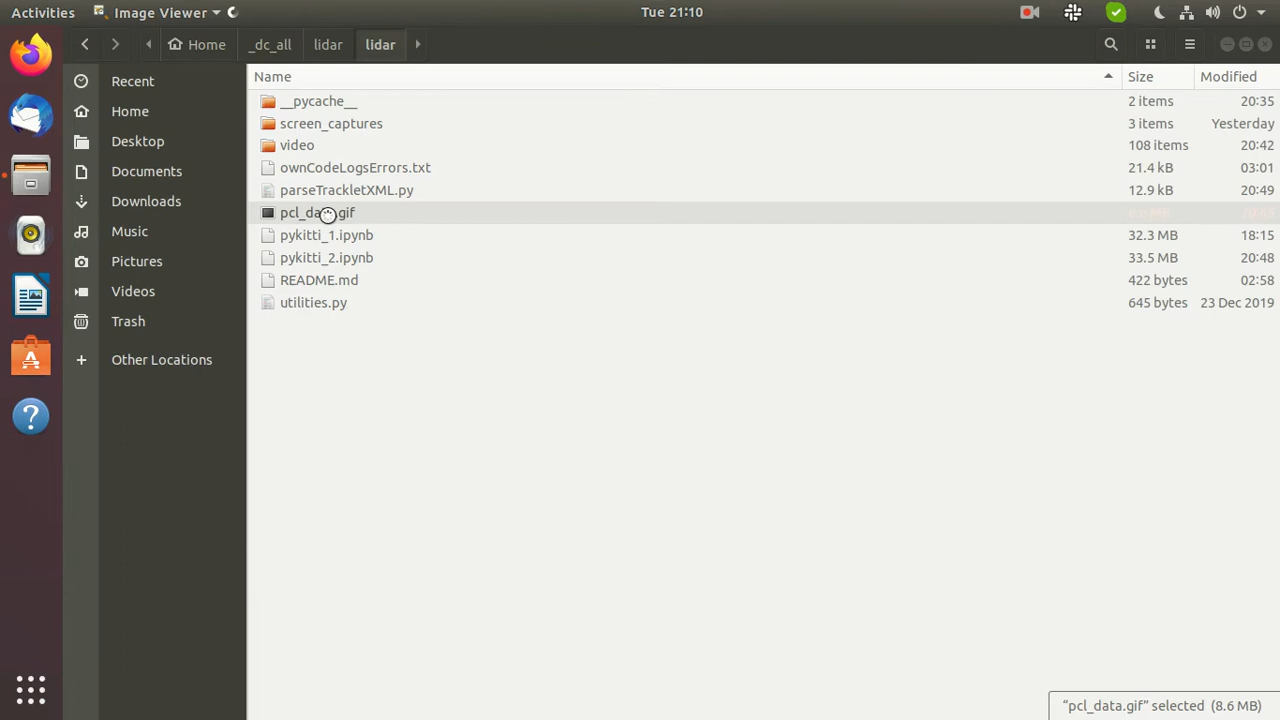 Activities Image Viewer Tue 21:10
Home _dc_all lidar lidar
Name Size Modified
Recent
Home
Desktop
Documents
Downloads
Music
Pictures
Videos
Trash
Other Locations
__pycache__ 2 items 20:35
screen_captures 3 items Yesterday
video 108 items 20:42
ownCodeLogsErrors.txt 21.4 kB 03:01
parseTrackletXML.py 12.9 kB 20:49
pcl_data.gif 8.6 MB
pykitti_1.ipynb 32.3 MB 18:15
pykitti_2.ipynb 33.5 MB 20:48
README.md 422 bytes 02:58
utilities.py 645 bytes 23 Dec 2019
“pcl_data.gif” selected (8.6 MB)